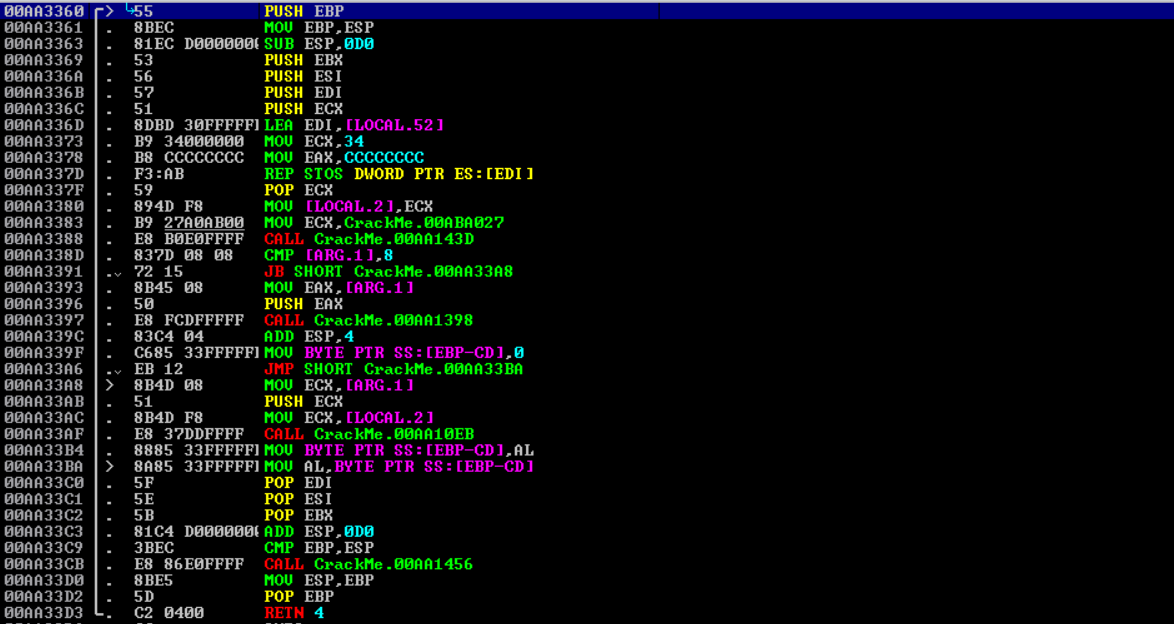 00AA3360 > 55 PUSH EBP
00AA3361 . 8BEC MOV EBP,ESP
00AA3363 . 81EC D0000000 SUB ESP,0D0
00AA3369 . 53 PUSH EBX
00AA336A . 56 PUSH ESI
00AA336B . 57 PUSH EDI
00AA336C . 51 PUSH ECX
00AA336D . 8DBD 30FFFFFF LEA EDI,[LOCAL.52]
00AA3373 . B9 34000000 MOV ECX,34
00AA3378 . B8 CCCCCCCC MOV EAX,CCCCCCCC
00AA337D . F3:AB REP STOS DWORD PTR ES:[EDI]
00AA337F . 59 POP ECX
00AA3380 . 894D F8 MOV [LOCAL.2],ECX
00AA3383 . B9 27A0AB00 MOV ECX,CrackMe.00ABA027
00AA3388 . E8 B0E0FFFF CALL CrackMe.00AA143D
00AA338D . 837D 08 08 CMP [ARG.1],8
00AA3391 .v 72 15 JB SHORT CrackMe.00AA33A8
00AA3393 . 8B45 08 MOV EAX,[ARG.1]
00AA3396 . 50 PUSH EAX
00AA3397 . E8 FCDFFFFF CALL CrackMe.00AA1398
00AA339C . 83C4 04 ADD ESP,4
00AA339F . C685 33FFFFFF MOV BYTE PTR SS:[EBP-CD],0
00AA33A6 .v EB 12 JMP SHORT CrackMe.00AA33BA
00AA33A8 > 8B4D 08 MOV ECX,[ARG.1]
00AA33AB . 51 PUSH ECX
00AA33AC . 8B4D F8 MOV ECX,[LOCAL.2]
00AA33AF . E8 37DDFFFF CALL CrackMe.00AA10EB
00AA33B4 . 8885 33FFFFFF MOV BYTE PTR SS:[EBP-CD],AL
00AA33BA > 8A85 33FFFFFF MOV AL,BYTE PTR SS:[EBP-CD]
00AA33C0 . 5F POP EDI
00AA33C1 . 5E POP ESI
00AA33C2 . 5B POP EBX
00AA33C3 . 81C4 D0000000 ADD ESP,0D0
00AA33C9 . 3BEC CMP EBP,ESP
00AA33CB . E8 86E0FFFF CALL CrackMe.00AA1456
00AA33D0 . 8BE5 MOV ESP,EBP
00AA33D2 . 5D POP EBP
00AA33D3 . C2 0400 RETN 4